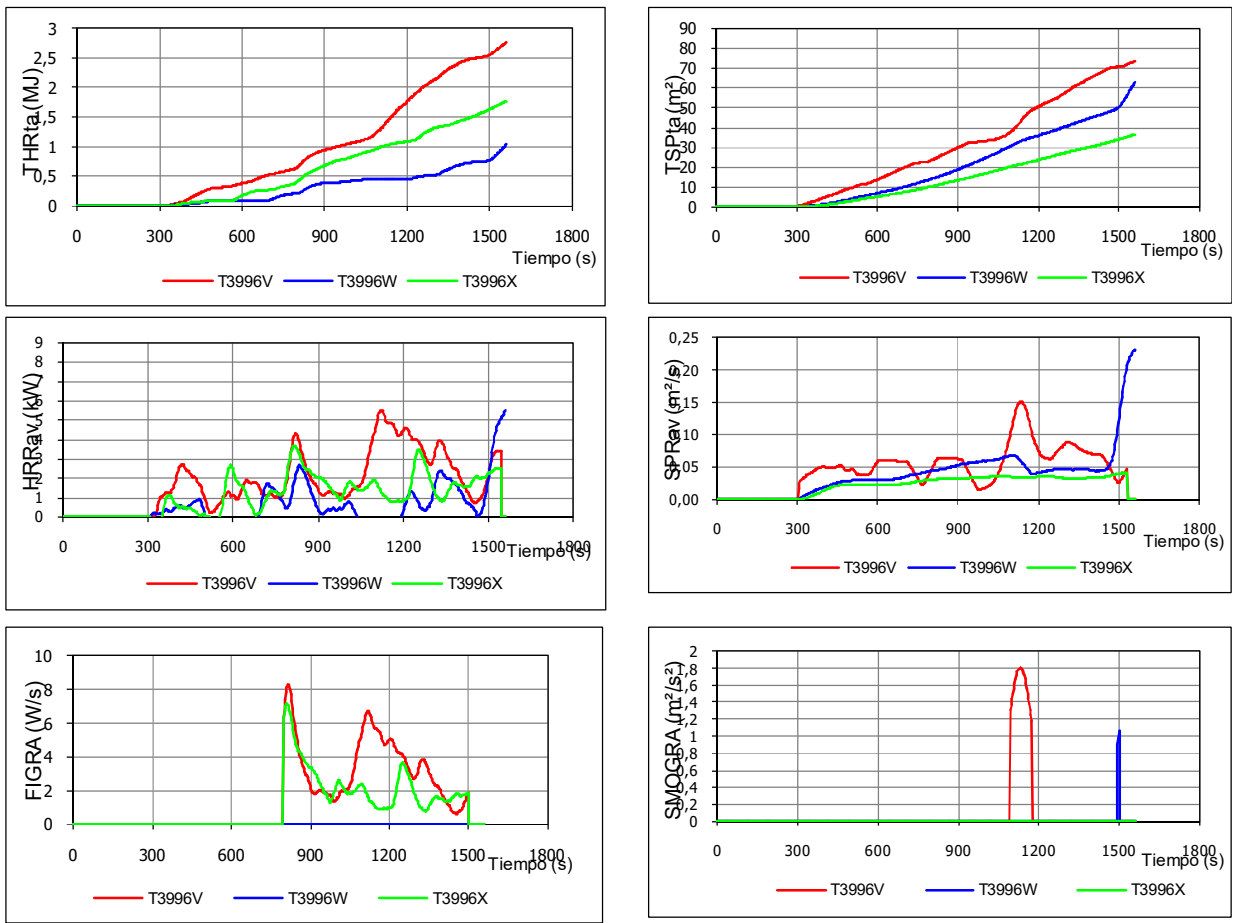 THRta (MJ)
3
2,5
2
1,5
1
0,5
0
0 300 600 900 1200 1500 1800
Tiempo (s)
T3996V T3996W T3996X
TSPta (m²)
90
80
70
60
50
40
30
20
10
0
0 300 600 900 1200 1500 1800
Tiempo (s)
T3996V T3996W T3996X
HRRav (kW)
9
8
7
6
5
4
3
2
1
0
0 300 600 900 1200 1500 1800
Tiempo (s)
T3996V T3996W T3996X
SPRav (m²/s)
0,25
0,20
0,15
0,10
0,05
0,00
0 300 600 900 1200 1500 1800
Tiempo (s)
T3996V T3996W T3996X
FIGRA (W/s)
10
8
6
4
2
0
0 300 600 900 1200 1500 1800
Tiempo (s)
T3996V T3996W T3996X
SMOGRA (m²/s²)
2
1,8
1,6
1,4
1,2
1
0,8
0,6
0,4
0,2
0
0 300 600 900 1200 1500 1800
Tiempo (s)
T3996V T3996W T3996X